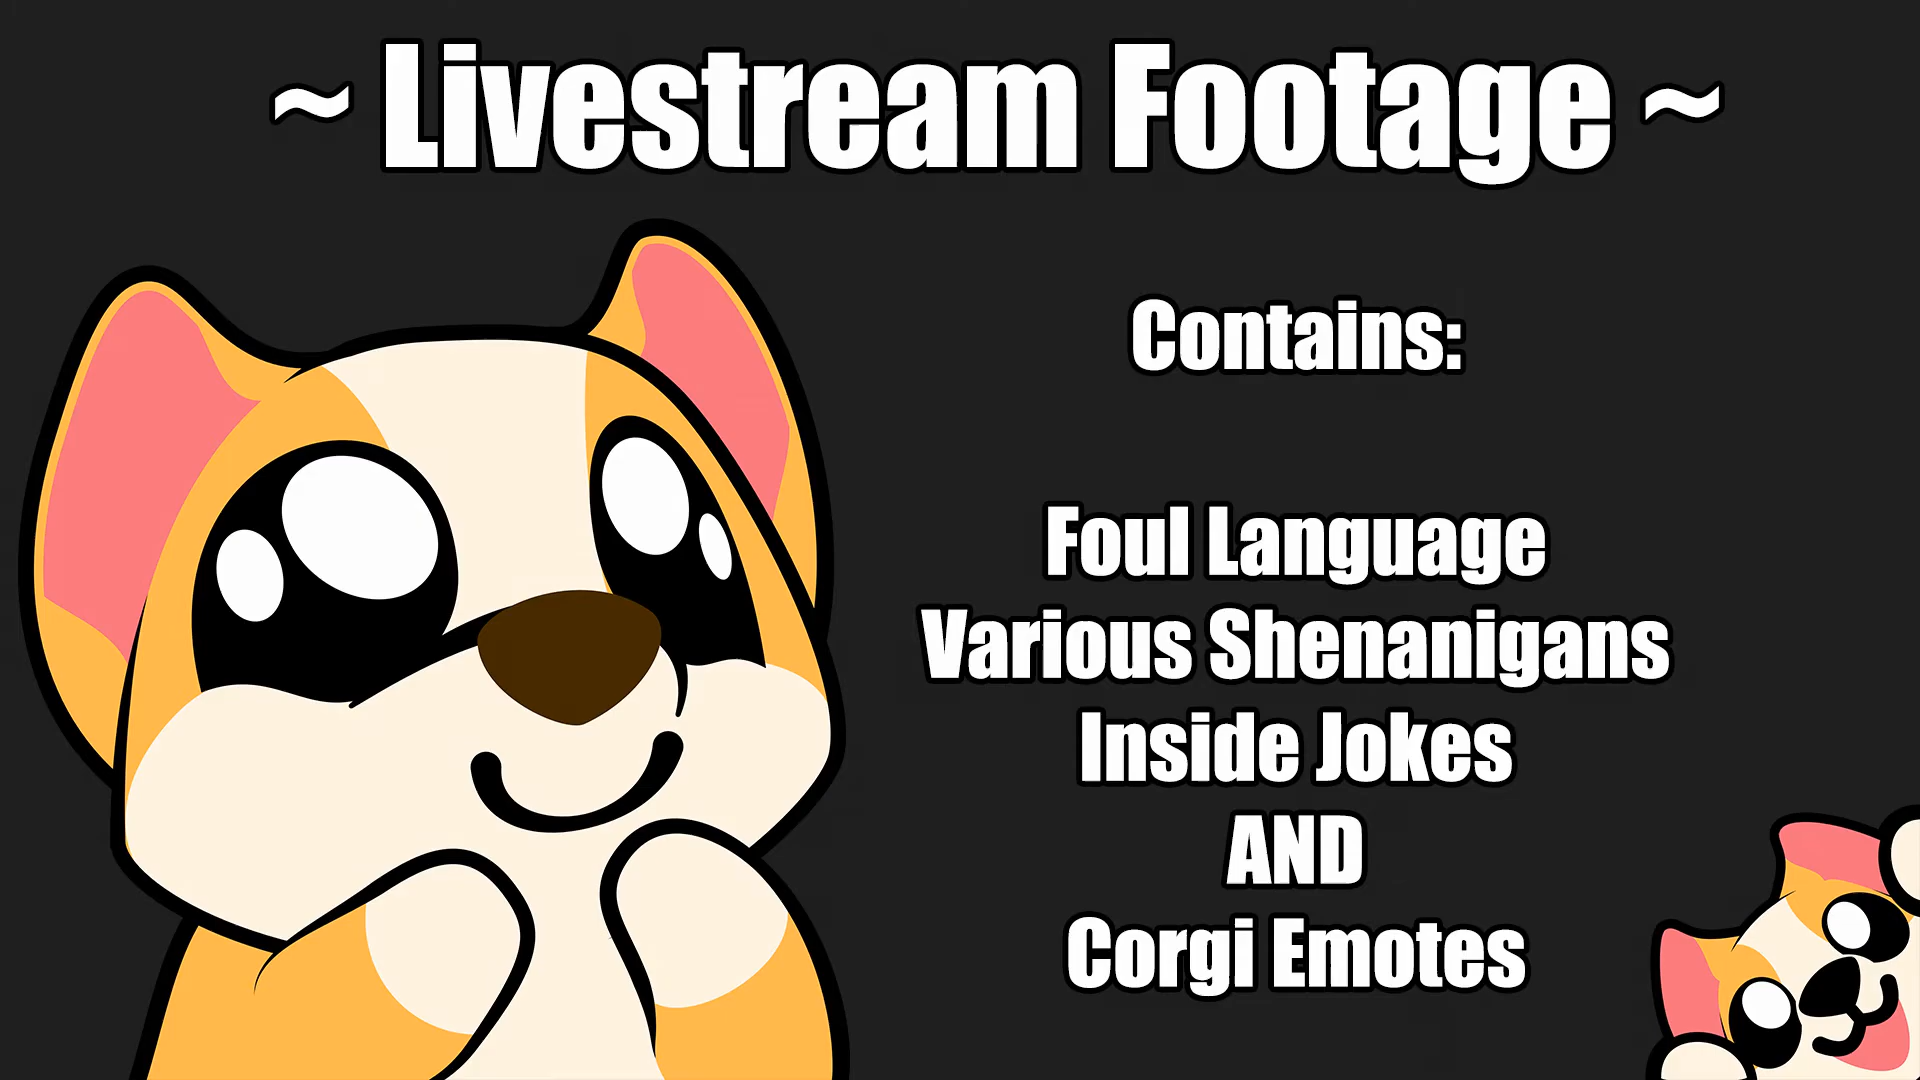 ~ Livestream Footage ~
Contains:
Foul Language
Various Shenanigans
Inside Jokes
AND
Corgi Emotes